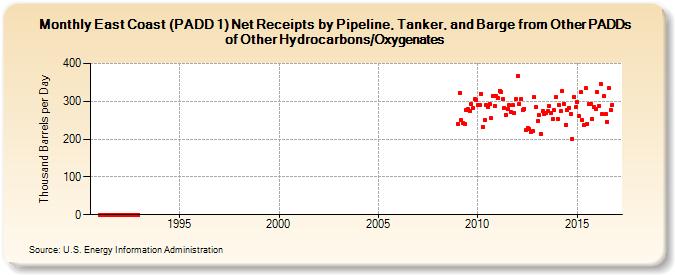 Monthly East Coast (PADD 1) Net Receipts by Pipeline, Tanker, and Barge from Other PADDs
of Other Hydrocarbons/Oxygenates
Thousand Barrels per Day
400
300
200
100
0
1995
2000
2005
2010
2015
Source: U.S. Energy Information Administration